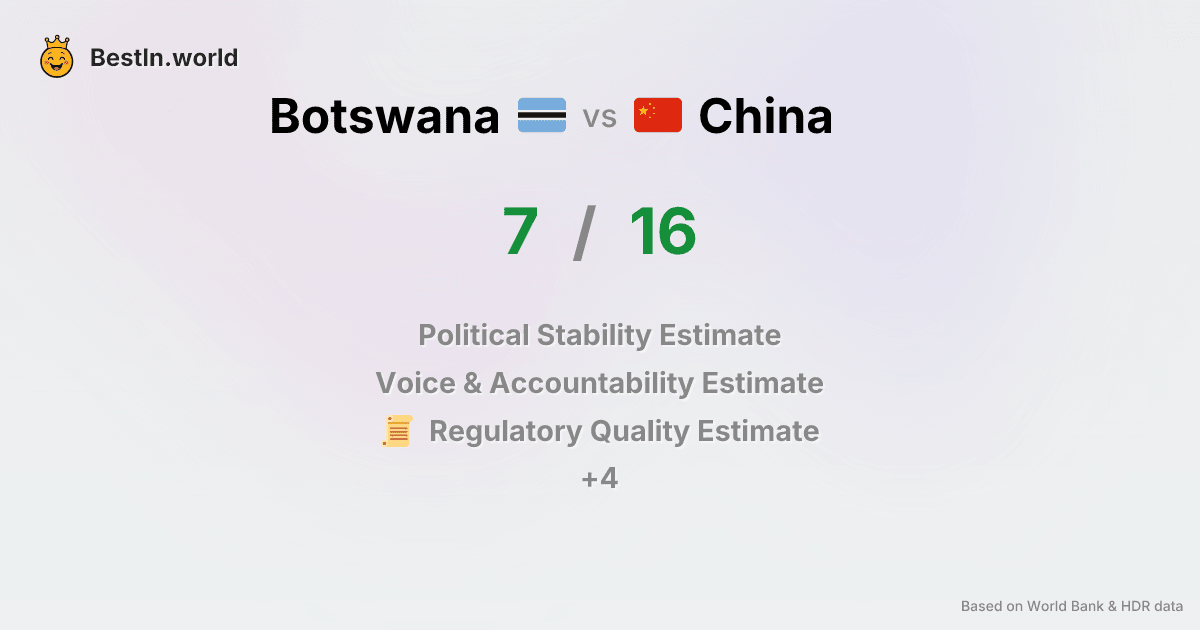 BestIn.world
Botswana vs China
7 / 16
Political Stability Estimate
Voice & Accountability Estimate
Regulatory Quality Estimate
+4
Based on World Bank & HDR data